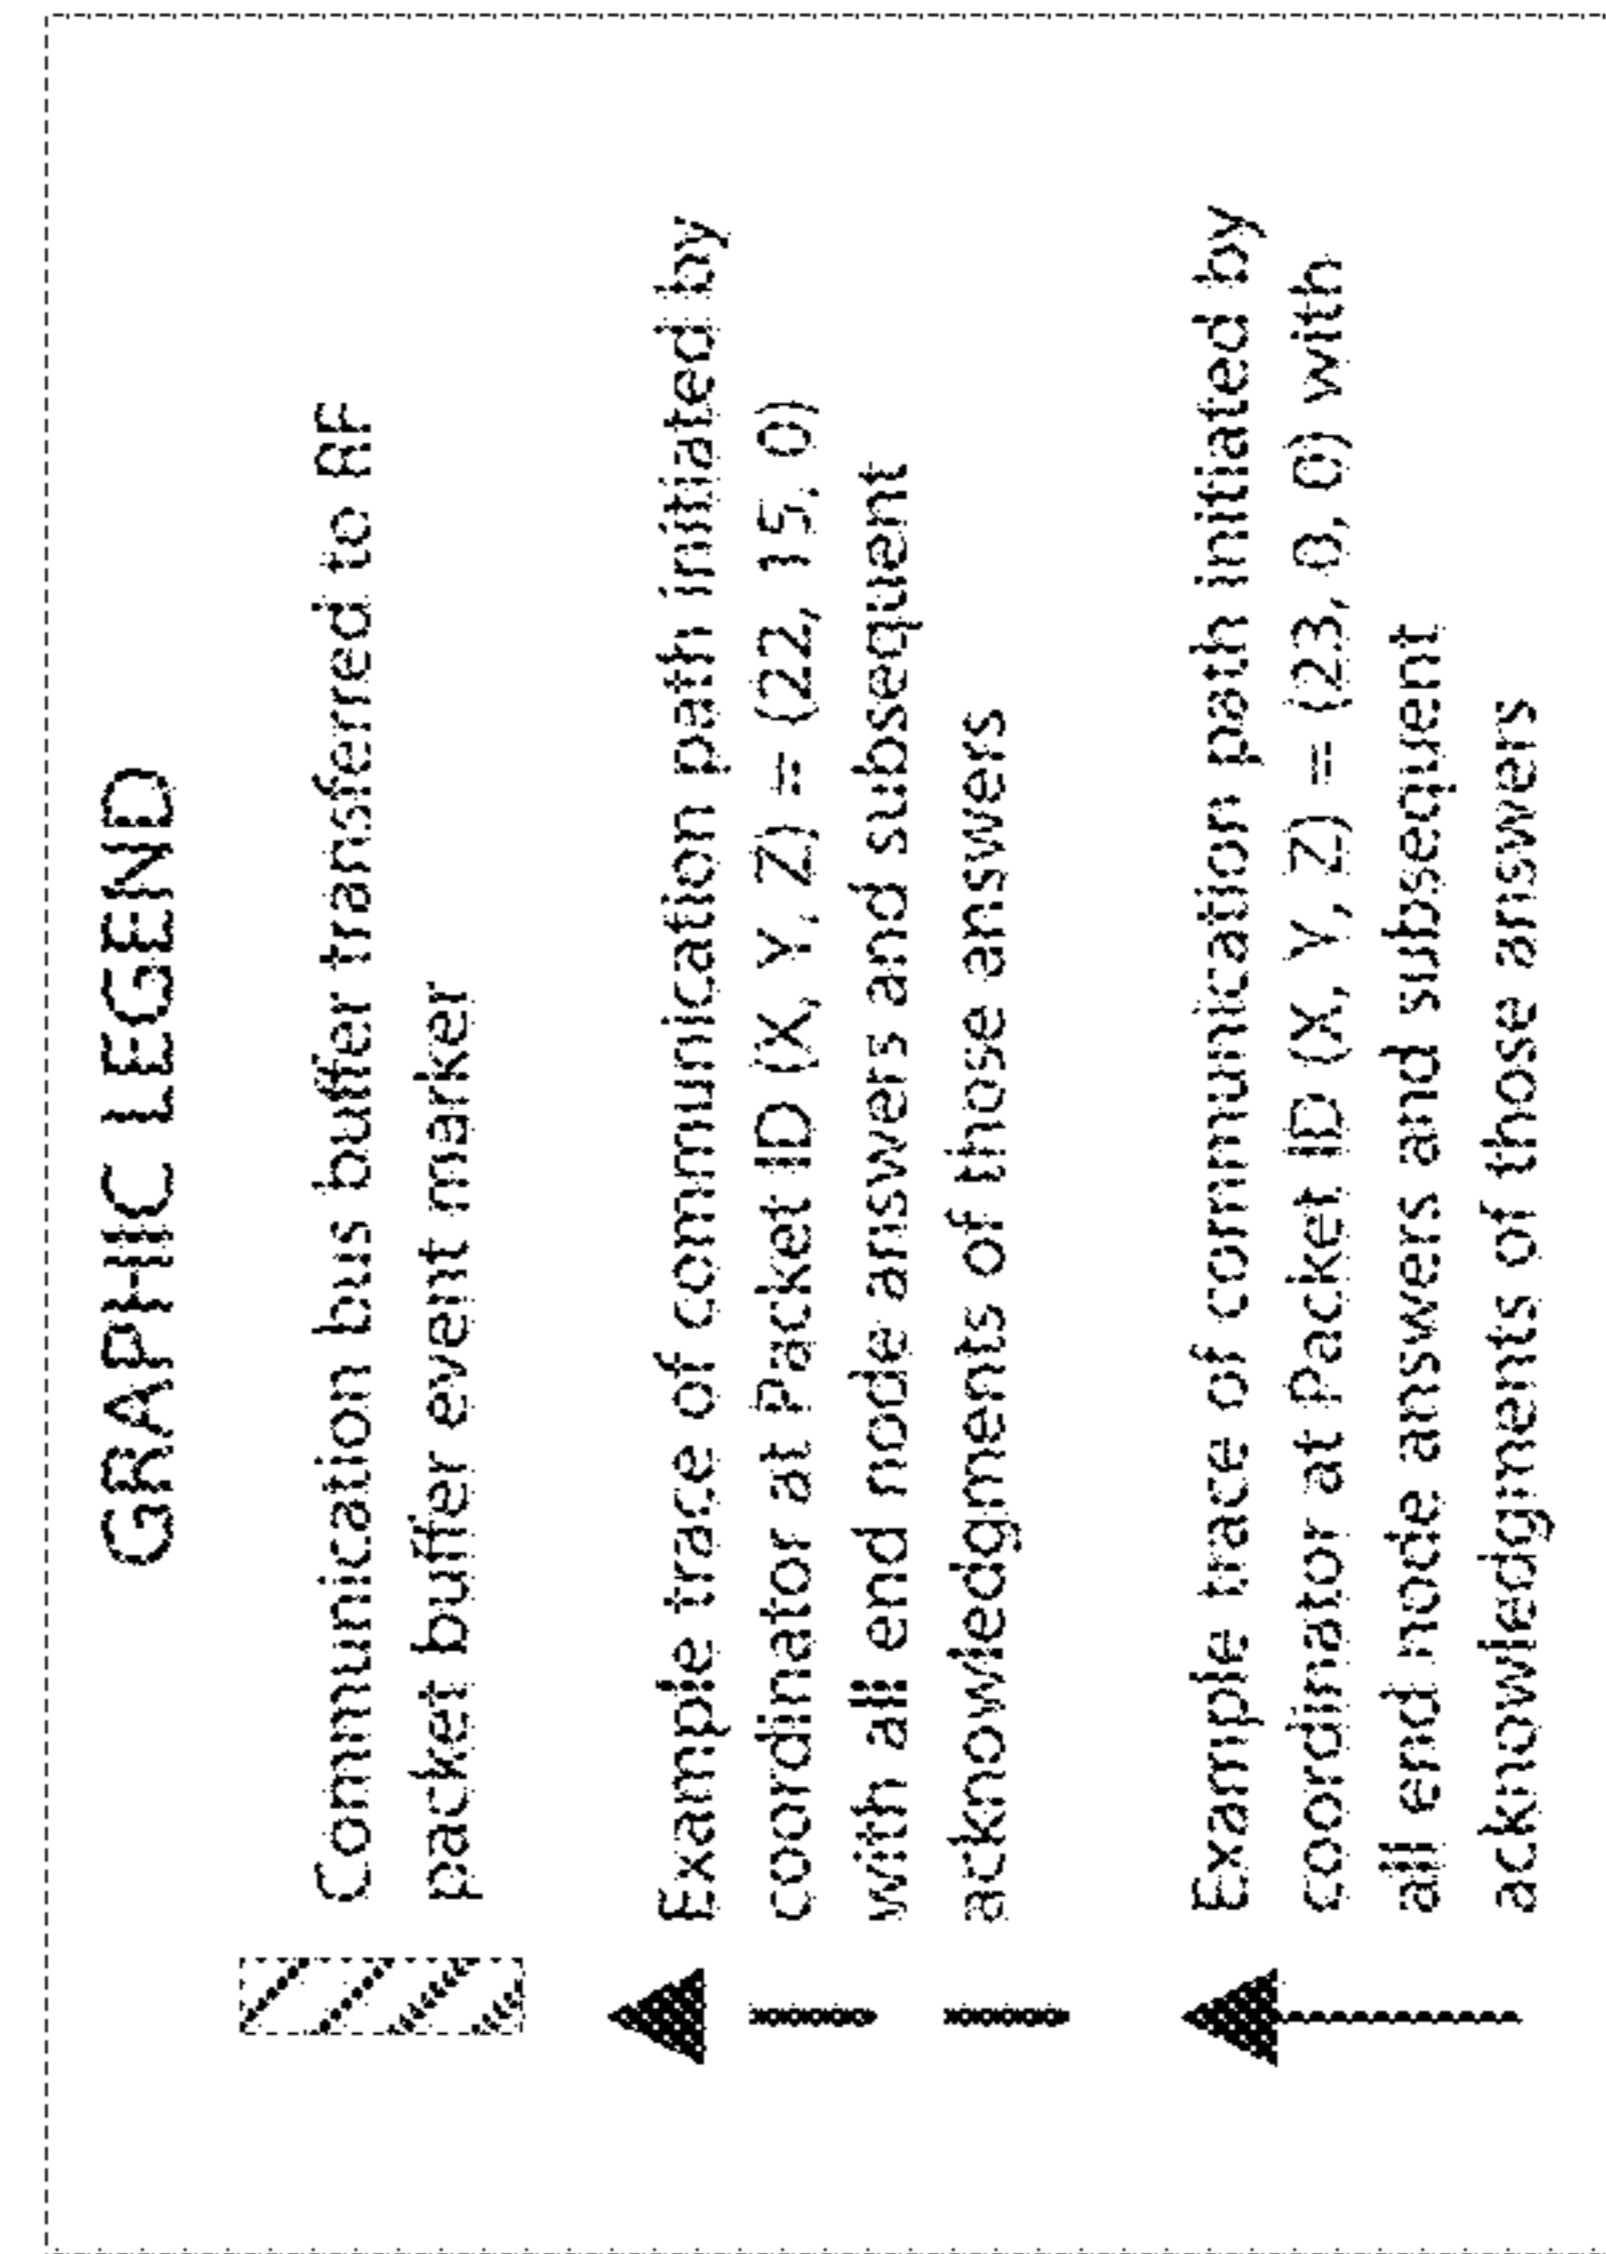 GRAPHIC LEGEND
Communication bus buffer transferred to RF
packet buffer event marker
Example trace of communication path initiated by
coordinator at Packet ID (X, Y, Z) = (22, 15, 0)
with all end node answers and subsequent
acknowledgments of those answers
Example trace of communication path initiated by
coordinator at Packet ID (X, Y, Z) = (23, 0, 0) with
all end node answers and subsequent
acknowledgments of those answers